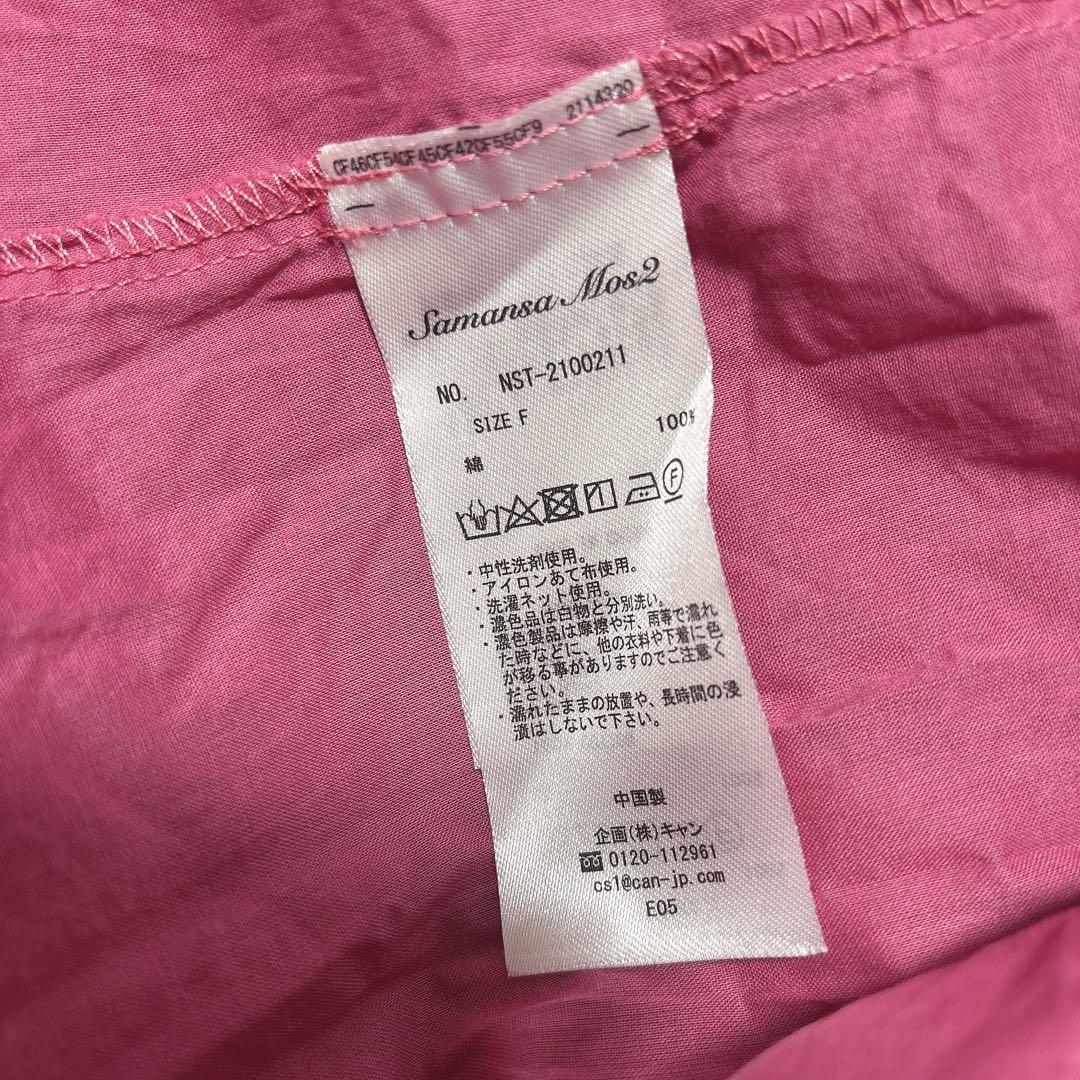 CF46CF54CF45CF42CF55CF9 2114320
Samansa Mos2
NO. NST-2100211
SIZE F
綿 100%
F
・中性洗剤使用。
・アイロンあて布使用。
・洗濯ネット使用。
・濃色品は白物と分別洗い。
・濃色製品は摩擦や汗、雨等で濡れ
た時などに、他の衣料や下着に色
が移る事がありますのでご注意く
ださい。
・濡れたままの放置や、長時間の浸
漬はしないで下さい。
中国製
企画(株)キャン
0120-112961
cs1@can-jp.com
E05